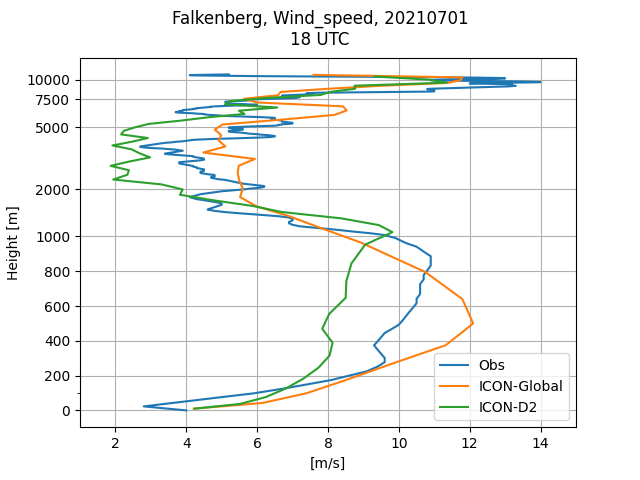 Falkenberg, Wind_speed, 20210701
18 UTC
10000
7500
5000
2000
1000
800
600
400
200
0
Height [m]
2 4 6 8 10 12 14
[m/s]
Obs
ICON-Global
ICON-D2